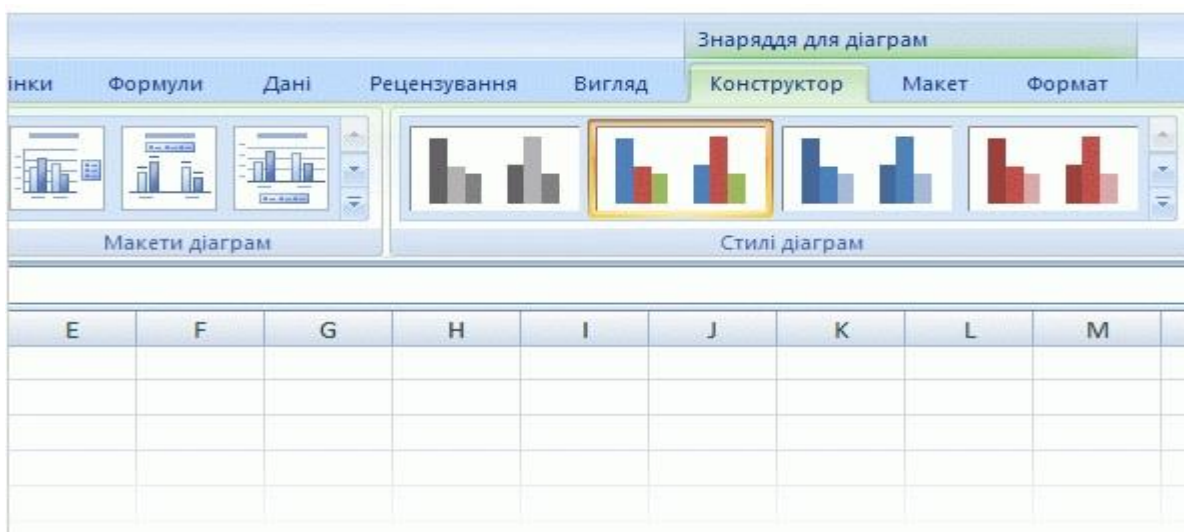 Знаряддя для діаграм
інки Формули Дані Рецензування Вигляд Конструктор Макет Формат
Макети діаграм Стилі діаграм
E F G H I J K L M